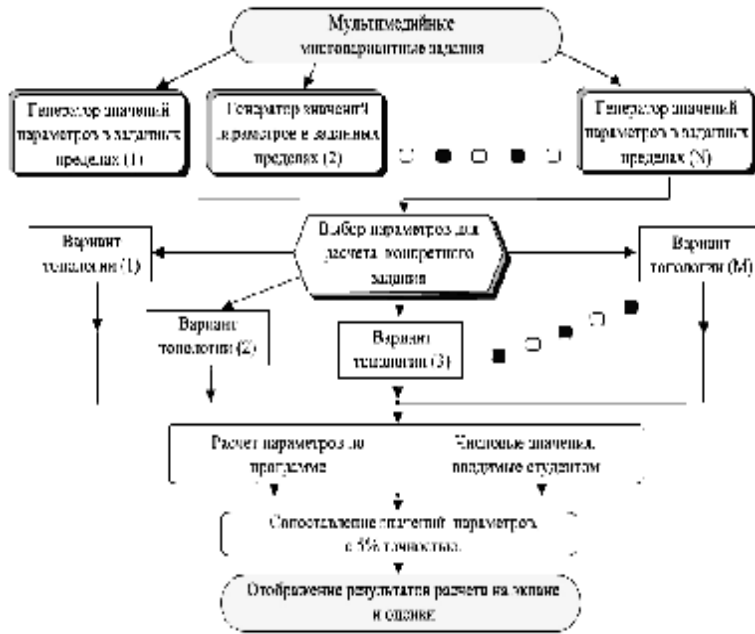 Мультимедийные
многовариантные задания
Генератор значений
параметров в заданных
пределах (1)
Генератор значений
параметров в заданных
пределах (2)
Генератор значений
параметров в заданных
пределах (N)
Выбор параметров для
расчета конкретного
задания
Вариант
топологии (1)
Вариант
топологии (M)
Вариант
топологии (2)
Вариант
топологии (3)
Расчет параметров по
программе
Числовые значения,
вводимые студентом
Сопоставление значений параметров
с 5% точностью.
Отображение результатов расчета на экране
и оценки